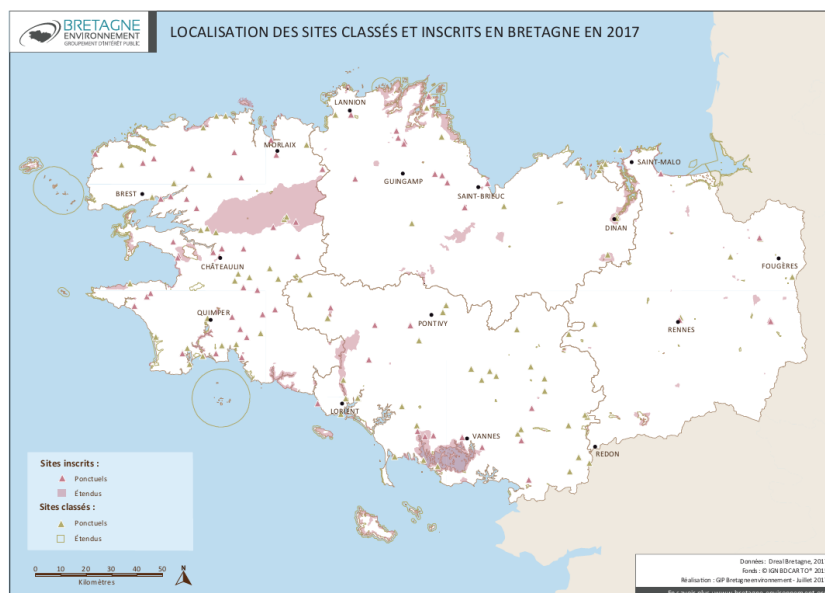 BRETAGNE
ENVIRONNEMENT
GROUPEMENT D'INTÉRÊT PUBLIC
LOCALISATION DES SITES CLASSÉS ET INSCRITS EN BRETAGNE EN 2017
LANNION
MORLAIX
SAINT-MALO
GUINGAMP
BREST
SAINT-BRIEUC
DINAN
CHÂTEAULIN
FOUGÈRES
QUIMPER
PONTIVY
RENNES
LORIENT
VANNES
REDON
Sites inscrits :
Ponctuels
Étendus
Sites classés :
Ponctuels
Étendus
0 10 20 30 40 50
Kilomètres
N
Données : Dreal Bretagne, 201
Fonds : © IGN BDCARTO® 201
Réalisation : GIP Bretagne environnement - Juillet 201